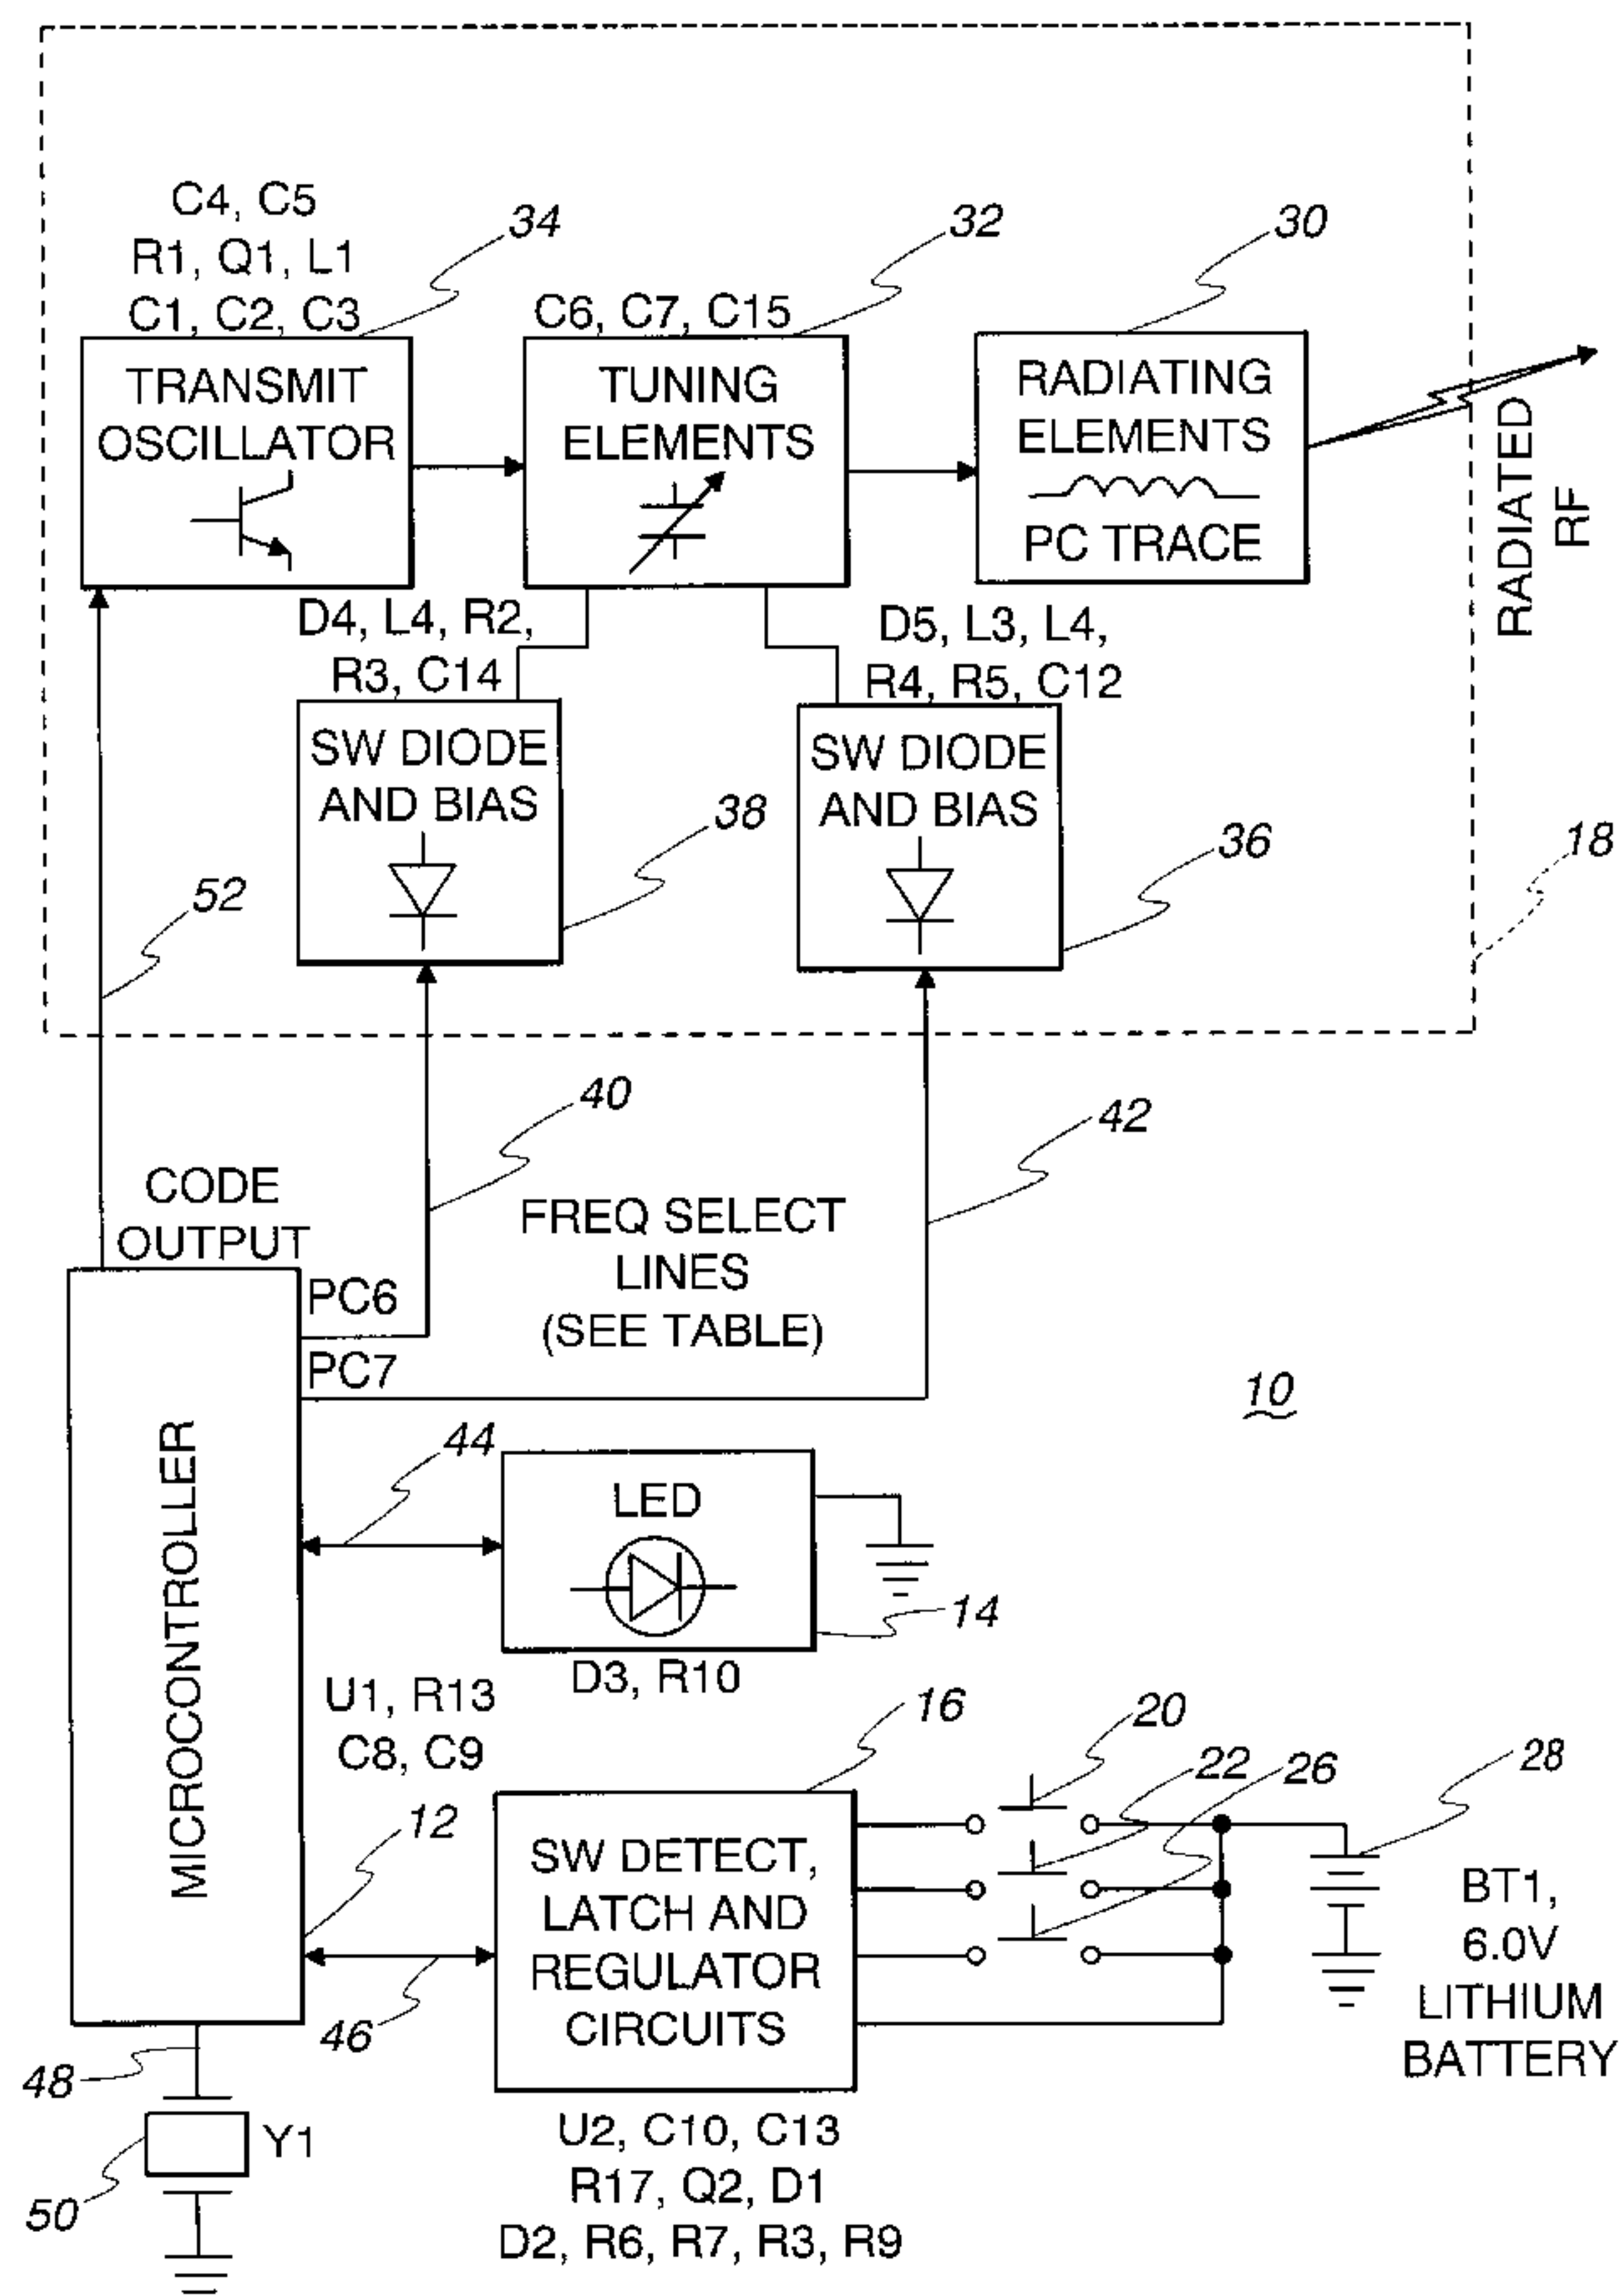 C4, C5
R1, Q1, L1
C1, C2, C3
34
TRANSMIT
OSCILLATOR
C6, C7, C15
32
TUNING
ELEMENTS
30
RADIATING
ELEMENTS
PC TRACE
RADIATED
RF
D4, L4, R2,
R3, C14
SW DIODE
AND BIAS
38
D5, L3, L4,
R4, R5, C12
SW DIODE
AND BIAS
36
18
52
40
42
CODE
OUTPUT
FREQ SELECT
LINES
(SEE TABLE)
PC6
PC7
10
MICROCONTROLLER
44
LED
14
D3, R10
U1, R13
C8, C9
12
16
20
22
26
28
SW DETECT,
LATCH AND
REGULATOR
CIRCUITS
BT1,
6.0V
LITHIUM
BATTERY
46
48
Y1
50
U2, C10, C13
R17, Q2, D1
D2, R6, R7, R3, R9